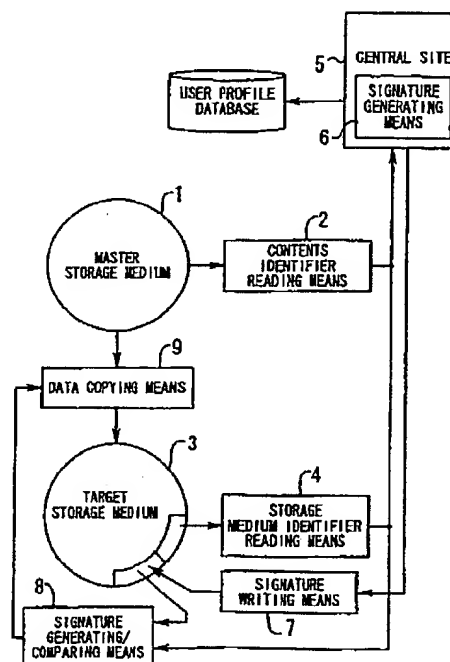 5
CENTRAL SITE
USER PROFILE
DATABASE
SIGNATURE
GENERATING
MEANS
6
1
MASTER
STORAGE MEDIUM
2
CONTENTS
IDENTIFIER
READING MEANS
9
DATA COPYING MEANS
3
TARGET
STORAGE MEDIUM
4
STORAGE
MEDIUM IDENTIFIER
READING MEANS
8
SIGNATURE
GENERATING/
COMPARING MEANS
SIGNATURE
WRITING MEANS
7